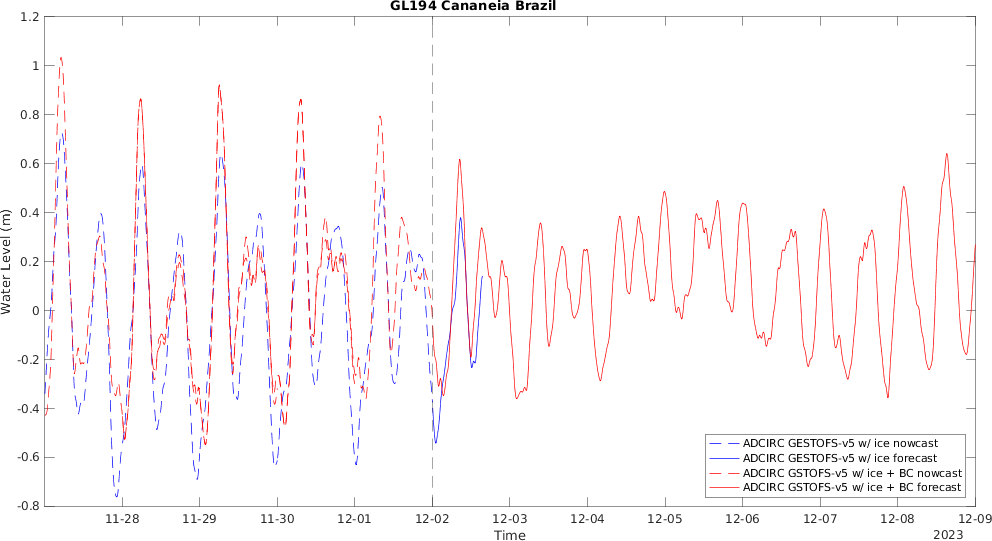 GL194 Cananeia Brazil
1.2
1
0.8
0.6
0.4
0.2
0
-0.2
-0.4
-0.6
-0.8
Water Level (m)
ADCIRC GESTOFS-v5 w/ ice nowcast
ADCIRC GESTOFS-v5 w/ ice forecast
ADCIRC GSTOFS-v5 w/ ice + BC nowcast
ADCIRC GSTOFS-v5 w/ ice + BC forecast
11-28 11-29 11-30 12-01 12-02 12-03 12-04 12-05 12-06 12-07 12-08 12-09
Time
2023